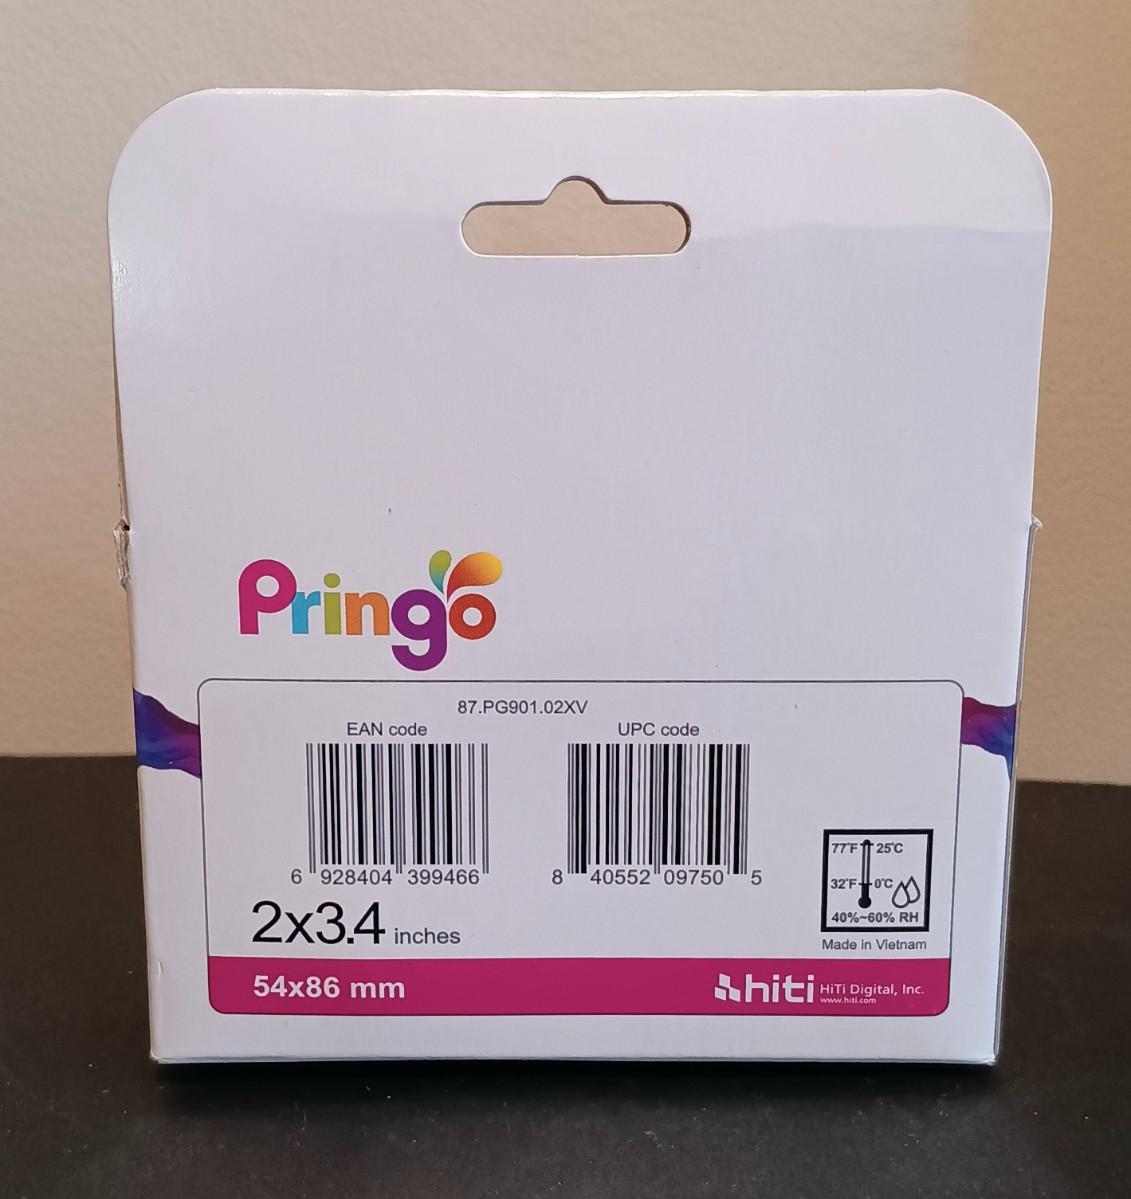 Pringo
87.PG901.02XV
EAN code
UPC code
6 928404 399466
8 40552 09750 5
77°F 25°C
32°F 0°C
40%~60% RH
2x3.4 inches
Made in Vietnam
54x86 mm
hiti HiTi Digital, Inc.
www.hiti.com